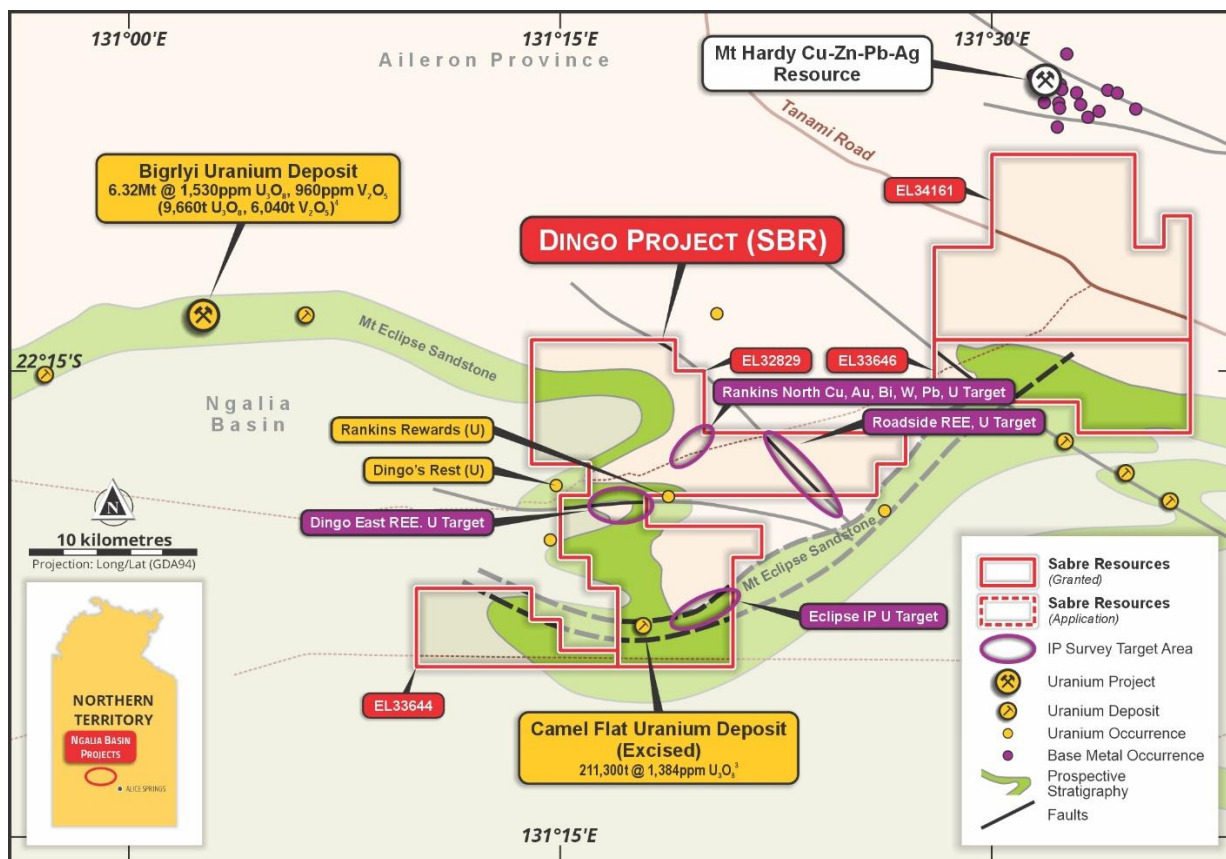 131°00'E
131°15'E
131°30'E
Aileron Province
Mt Hardy Cu-Zn-Pb-Ag
Resource
Tanami Road
Bigrlyi Uranium Deposit
6.32Mt @ 1,530ppm U₃O₈, 960ppm V₂O₅
(9,660t U₃O₈, 6,040t V₂O₅)⁴
EL34161
DINGO PROJECT (SBR)
Mt Eclipse Sandstone
22°15'S
EL32829
EL33646
Ngalia
Basin
Rankins North Cu, Au, Bi, W, Pb, U Target
Rankins Rewards (U)
Roadside REE, U Target
Dingo's Rest (U)
N
Dingo East REE. U Target
10 kilometres
Projection: Long/Lat (GDA94)
Mt Eclipse Sandstone
Eclipse IP U Target
EL33644
Camel Flat Uranium Deposit
(Excised)
211,300t @ 1,384ppm U₃O₈³
131°15'E
NORTHERN
TERRITORY
NGALIA BASIN
PROJECTS
ALICE SPRINGS
Sabre Resources
(Granted)
Sabre Resources
(Application)
IP Survey Target Area
Uranium Project
Uranium Deposit
Uranium Occurrence
Base Metal Occurrence
Prospective
Stratigraphy
Faults